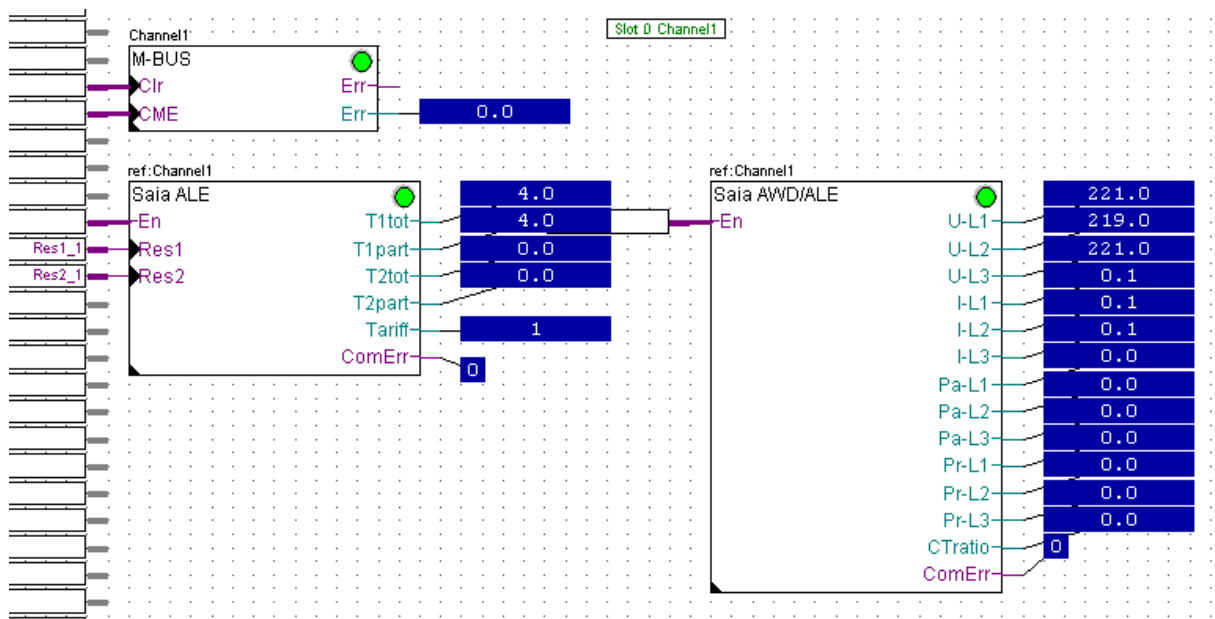 Slot 0 Channel1
Channel1
M-BUS
Clr Err
CME Err 0.0
ref:Channel1
Saia ALE
En T1tot 4.0
Res1_1 Res1 T1part 4.0
Res2_1 Res2 T2tot 0.0
T2part 0.0
Tariff 1
ComErr 0
ref:Channel1
Saia AWD/ALE
En U-L1 221.0
U-L2 219.0
U-L3 221.0
I-L1 0.1
I-L2 0.1
I-L3 0.1
Pa-L1 0.0
Pa-L2 0.0
Pa-L3 0.0
Pr-L1 0.0
Pr-L2 0.0
Pr-L3 0.0
CTratio 0.0
ComErr 0